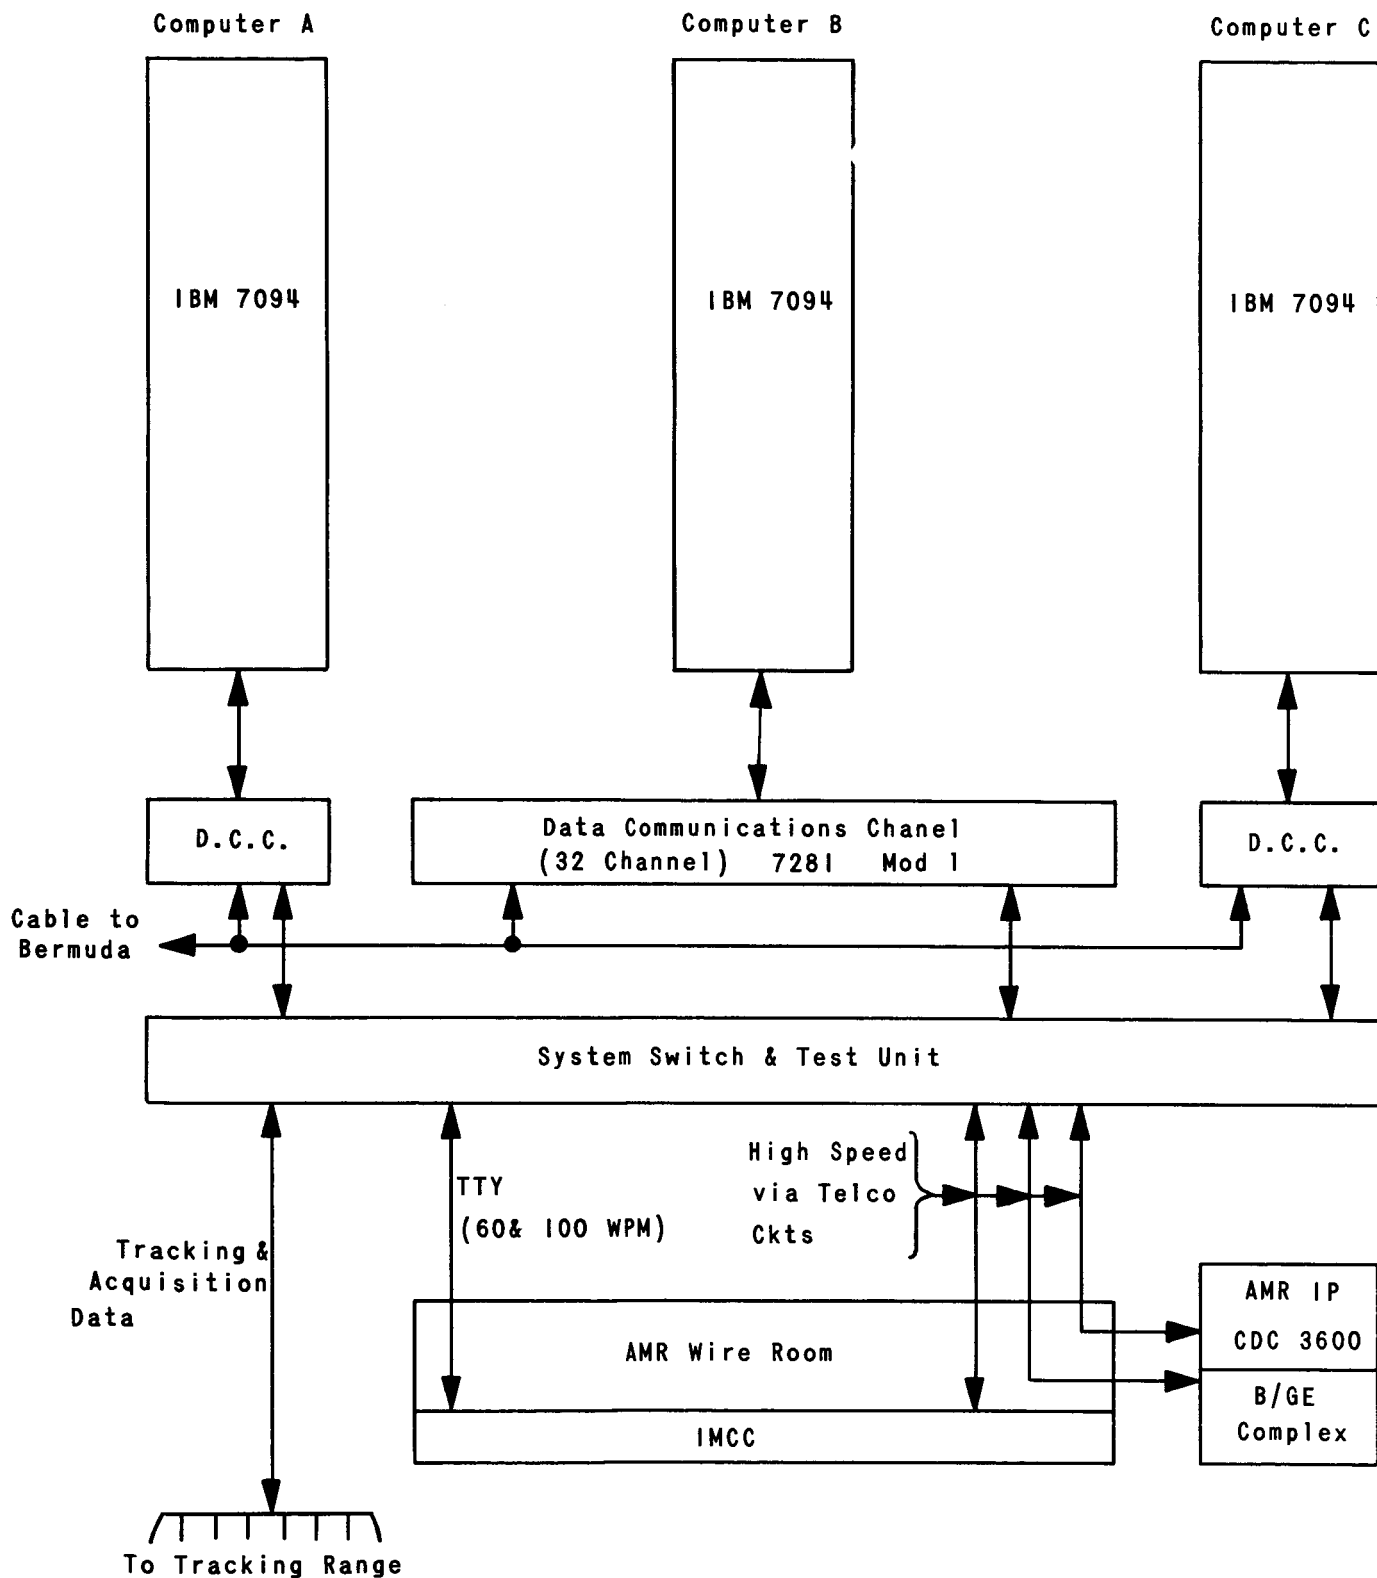 Computer A
Computer B
Computer C
IBM 7094
IBM 7094
IBM 7094
D.C.C.
Data Communications Chanel
(32 Channel) 7281 Mod 1
D.C.C.
Cable to
Bermuda
System Switch & Test Unit
High Speed
via Telco
Ckts
TTY
(60& 100 WPM)
Tracking &
Acquisition
Data
AMR Wire Room
IMCC
AMR IP
CDC 3600
B/GE
Complex
To Tracking Range